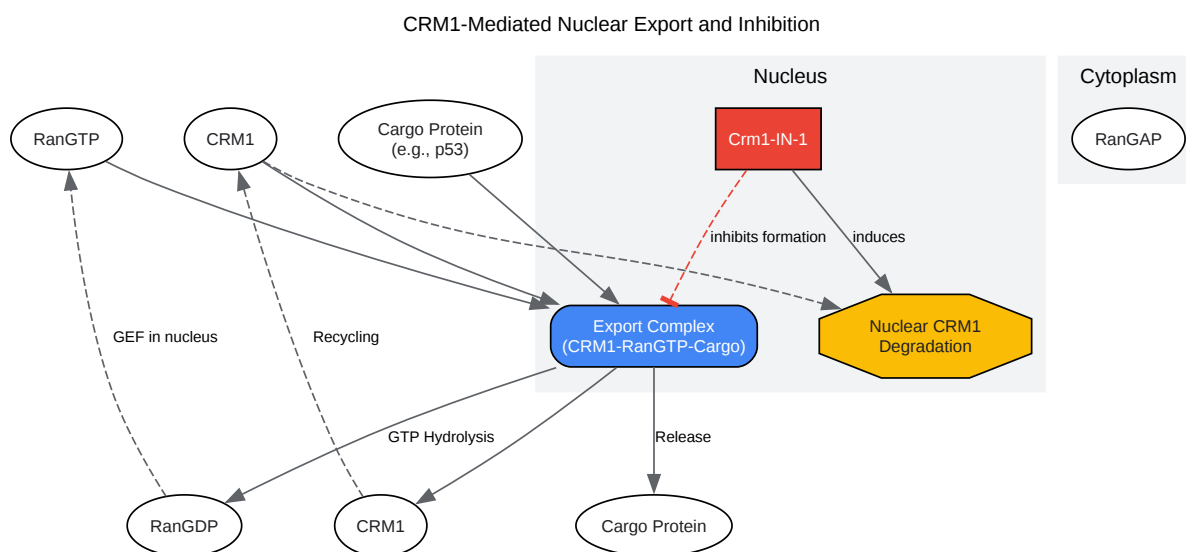 CRM1-Mediated Nuclear Export and Inhibition
Nucleus
Cytoplasm
RanGTP
CRM1
Cargo Protein
(e.g., p53)
Crm1-IN-1
RanGAP
inhibits formation
induces
GEF in nucleus
Recycling
Export Complex
(CRM1-RanGTP-Cargo)
Nuclear CRM1
Degradation
GTP Hydrolysis
Release
RanGDP
CRM1
Cargo Protein